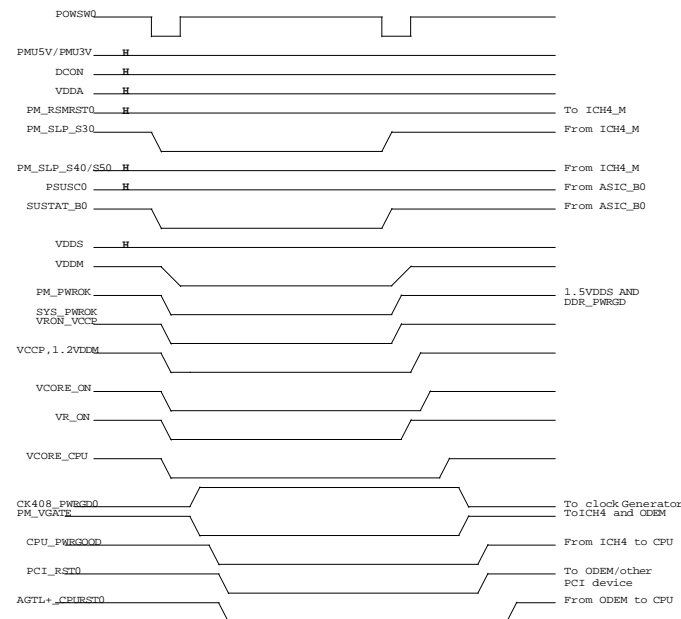 POWSW0
PMU5V/PMU3V H
DCON H
VDDA H
PM_RSMRST0 H To ICH4_M
PM_SLP_S30 From ICH4_M
PM_SLP_S40/S50 H From ICH4_M
PSUSC0 H From ASIC_B0
SUSTAT_B0 From ASIC_B0
VDDS H
VDDM
PM_PWROK 1.5VDDS AND
DDR_PWRGD
SYS_PWROK
VRON_VCCP
VCCP,1.2VDDM
VCORE_ON
VR_ON
VCORE_CPU
CK408_PWRGD0 To clock Generator
PM_VGATE ToICH4 and ODEM
CPU_PWRGOOD From ICH4 to CPU
PCI_RST0 To ODEM/other
PCI device
AGTL+_CPURST0 From ODEM to CPU